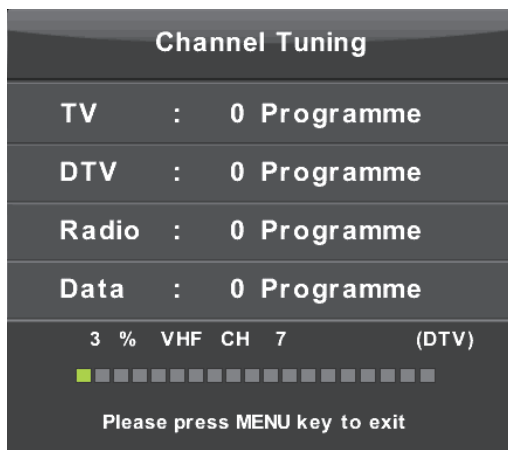 Channel Tuning
TV : 0 Programme
DTV : 0 Programme
Radio : 0 Programme
Data : 0 Programme
3 % VHF CH 7 (DTV)
Please press MENU key to exit